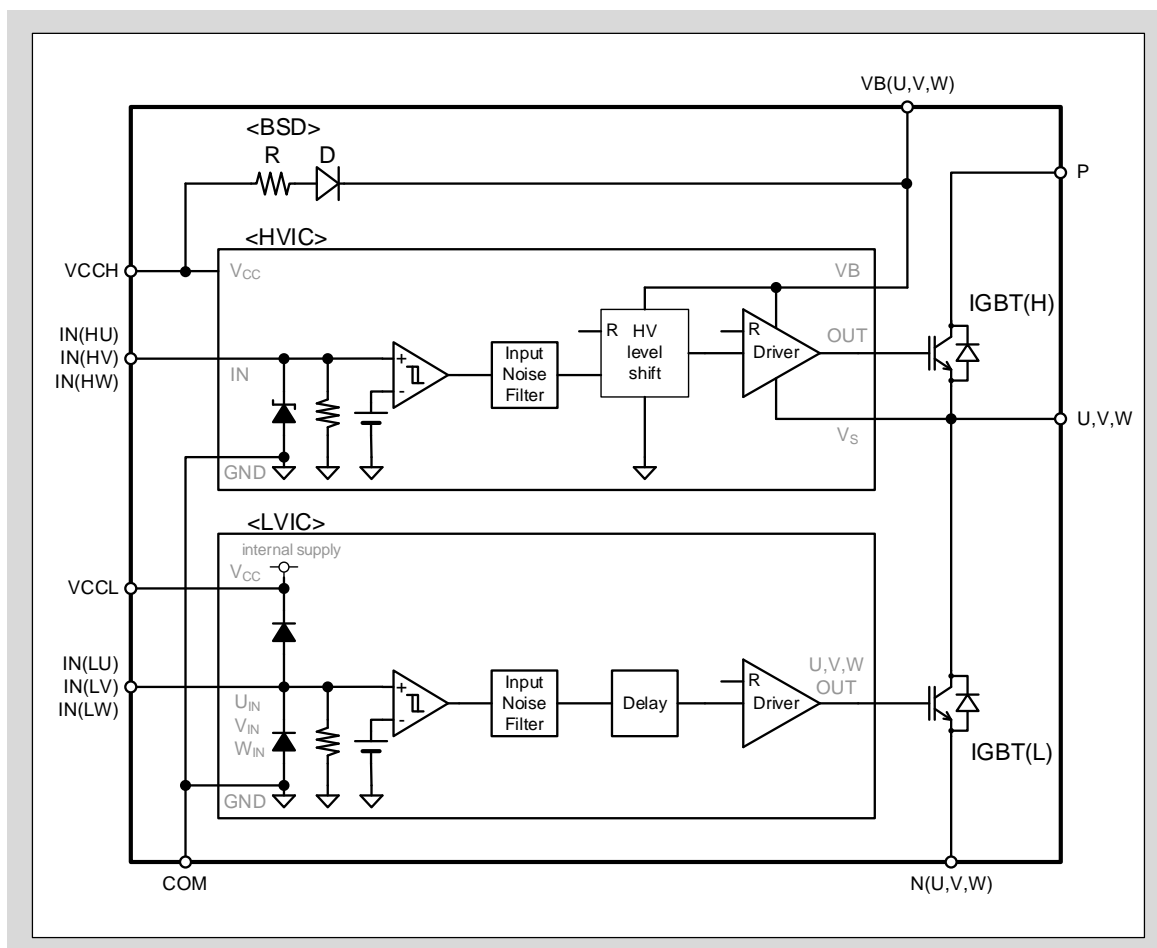 VB(U,V,W)
<BSD>
R D
P
<HVIC>
VCCH
VCC
VB
IGBT(H)
IN(HU)
IN(HV)
IN(HW)
IN
+
-
Input
Noise
Filter
R HV
level
shift
R
Driver
OUT
U,V,W
VS
GND
<LVIC>
internal supply
VCC
VCCL
IN(LU)
IN(LV)
IN(LW)
UIN
VIN
WIN
+
-
Input
Noise
Filter
Delay
R
Driver
U,V,W
OUT
IGBT(L)
GND
COM
N(U,V,W)